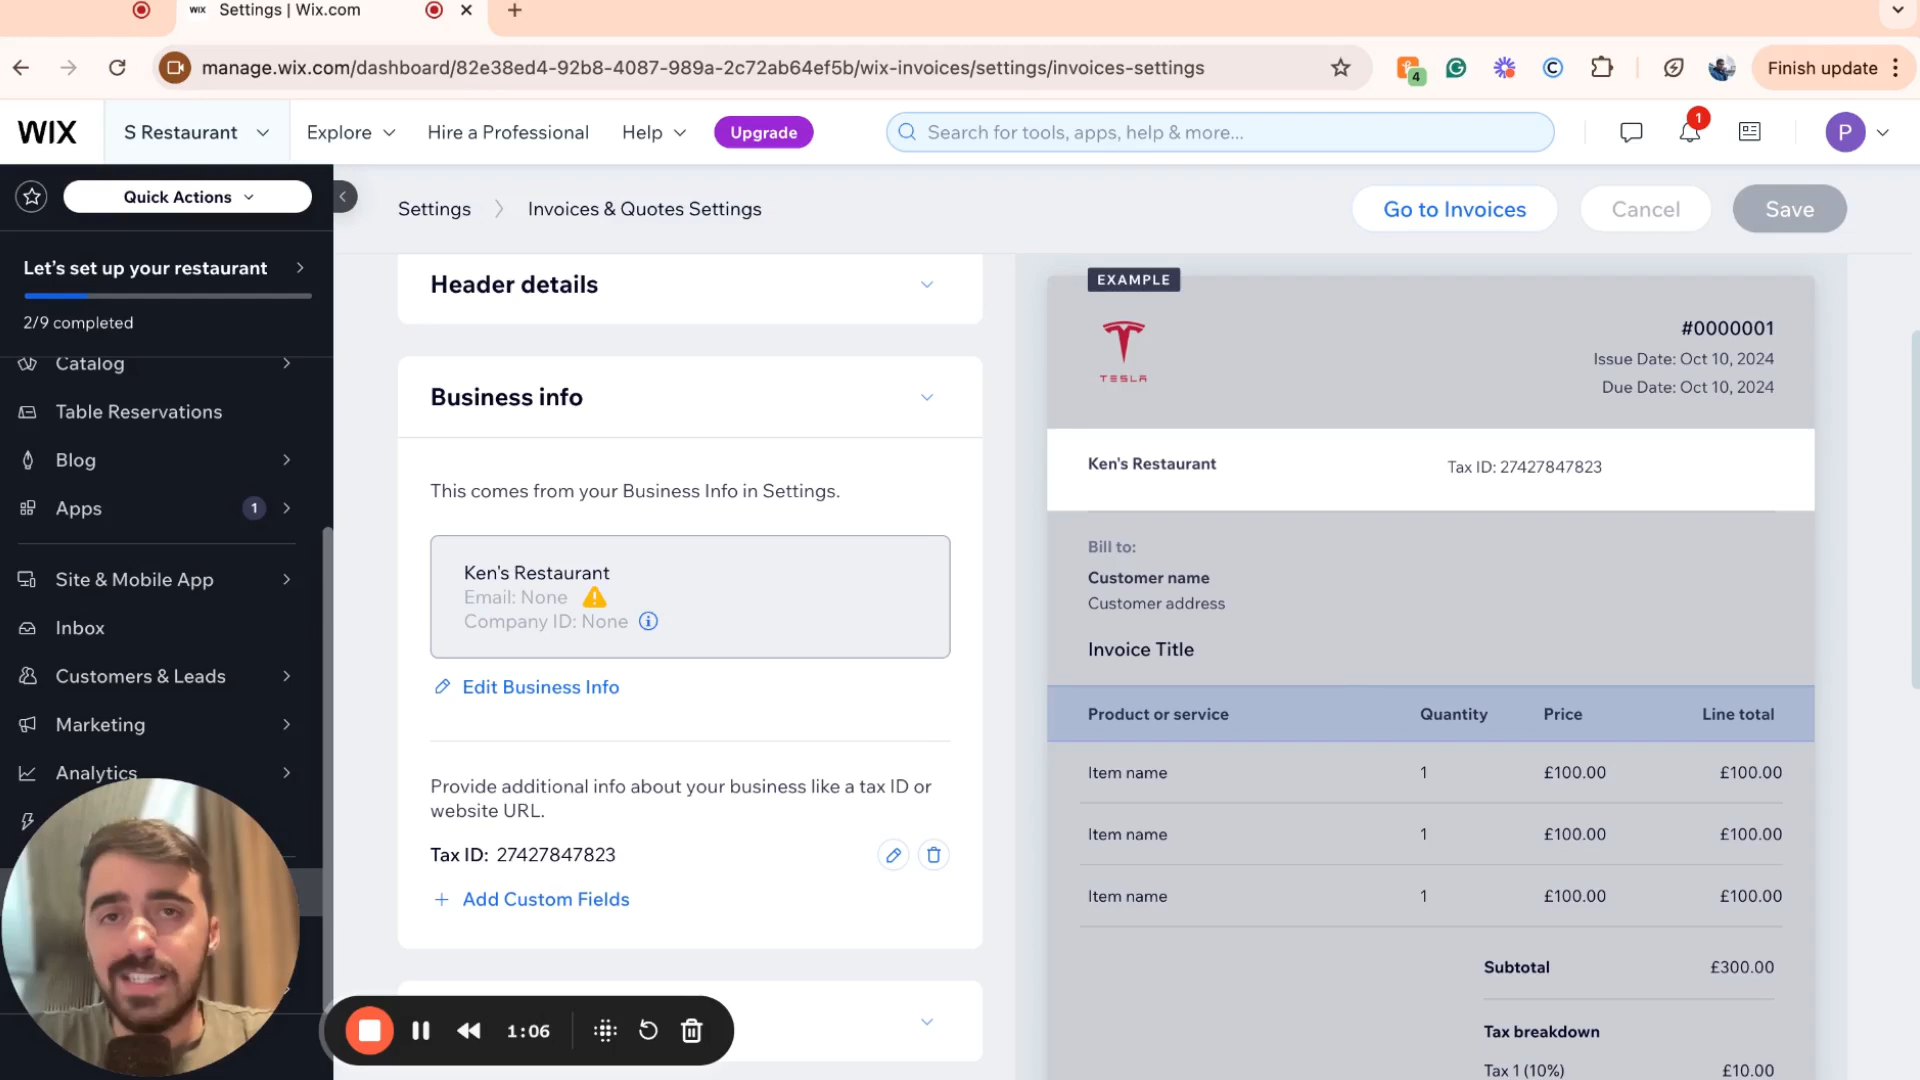 WIX Settings | Wix.com
manage.wix.com/dashboard/82e38ed4-92b8-4087-989a-2c72ab64ef5b/wix-invoices/settings/invoices-settings
4
Finish update
WIX
S Restaurant
Explore
Hire a Professional
Help
Upgrade
Search for tools, apps, help & more...
1
P
Quick Actions
Let's set up your restaurant
2/9 completed
Catalog
Table Reservations
Blog
Apps
1
Site & Mobile App
Inbox
Customers & Leads
Marketing
Analytics
Settings
Invoices & Quotes Settings
Go to Invoices
Cancel
Save
Header details
Business info
This comes from your Business Info in Settings.
Ken's Restaurant
Email: None
Company ID: None
Edit Business Info
Provide additional info about your business like a tax ID or
website URL.
Tax ID: 27427847823
Add Custom Fields
1:06
EXAMPLE
TESLA
#0000001
Issue Date: Oct 10, 2024
Due Date: Oct 10, 2024
Ken's Restaurant
Tax ID: 27427847823
Bill to:
Customer name
Customer address
Invoice Title
Product or service Quantity Price Line total
Item name 1 £100.00 £100.00
Item name 1 £100.00 £100.00
Item name 1 £100.00 £100.00
Subtotal £300.00
Tax breakdown
Tax 1 (10%) £10.00